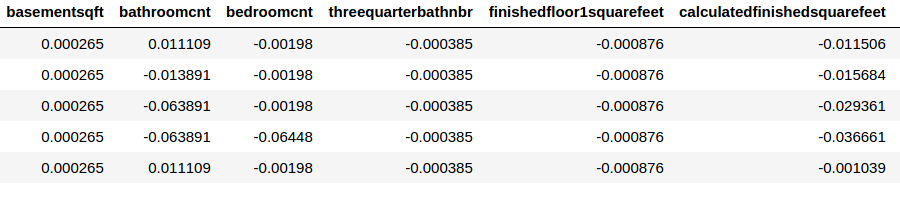 basementsqft bathroomcnt bedroomcnt threequarterbathnbr finishedfloor1squarefeet calculatedfinishedsquarefeet
0.000265 0.011109 -0.00198 -0.000385 -0.000876 -0.011506
0.000265 -0.013891 -0.00198 -0.000385 -0.000876 -0.015684
0.000265 -0.063891 -0.00198 -0.000385 -0.000876 -0.029361
0.000265 -0.063891 -0.06448 -0.000385 -0.000876 -0.036661
0.000265 0.011109 -0.00198 -0.000385 -0.000876 -0.001039